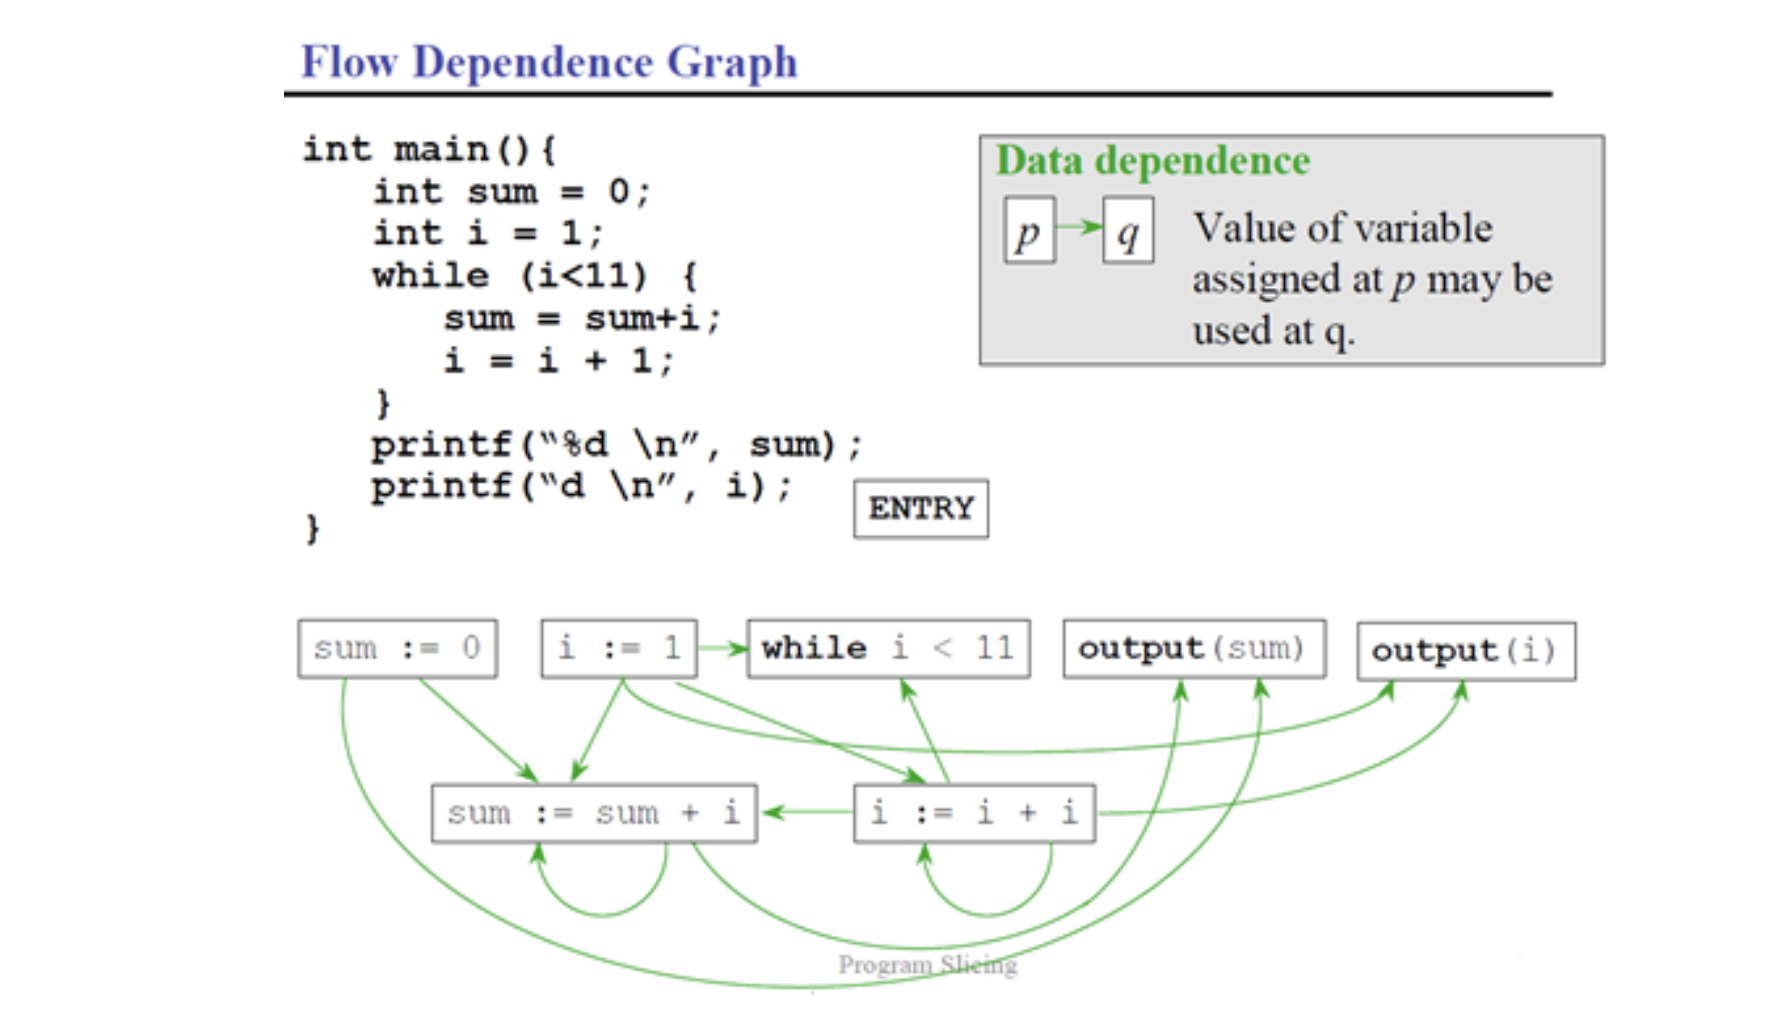 Flow Dependence Graph
int main(){
int sum = 0;
int i = 1;
while (i<11) {
sum = sum+i;
i = i + 1;
}
printf(“%d \n”, sum);
printf(“d \n”, i);
}
Data dependence
p q
Value of variable
assigned at p may be
used at q.
ENTRY
sum := 0
i := 1
while i < 11
output(sum)
output(i)
sum := sum + i
i := i + i
Program Slicing